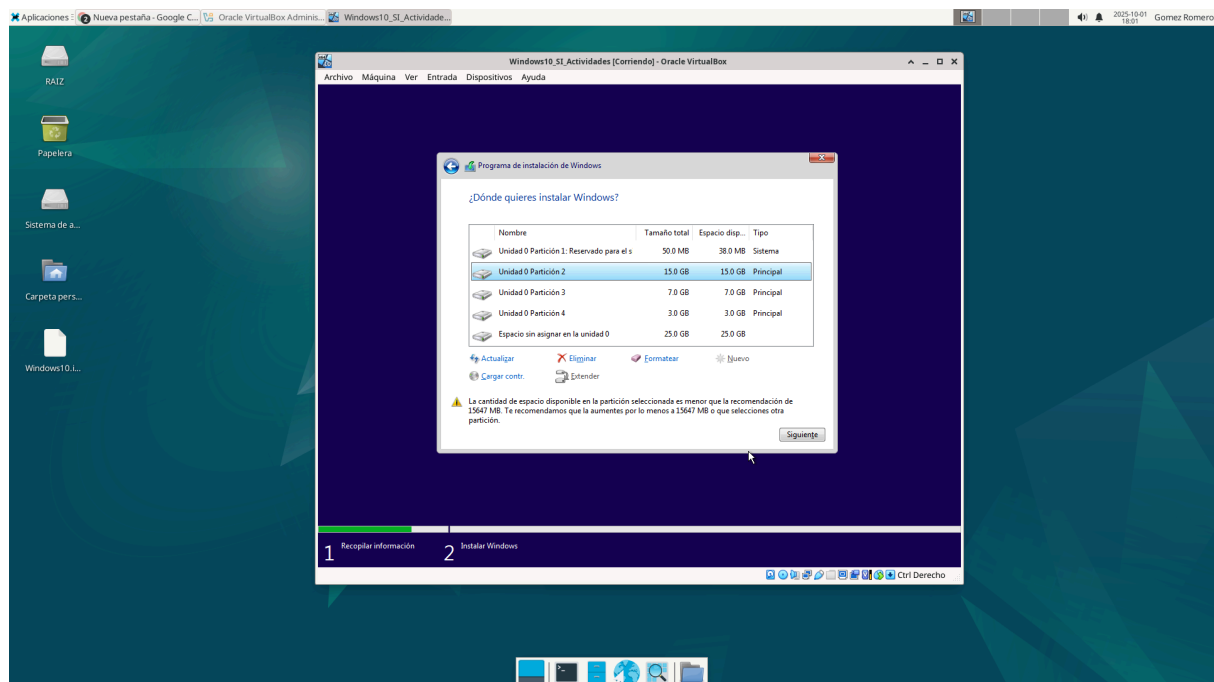 Aplicaciones
Nueva pestaña - Google C...
Oracle VirtualBox Adminis...
Windows10_SI_Actividade...
2025-10-01
18:01
Gomez Romero
RAIZ
Papelera
Sistema de a...
Carpeta pers...
Windows10.i...
Windows10_SI_Actividades [Corriendo] - Oracle VirtualBox
Archivo Máquina Ver Entrada Dispositivos Ayuda
Programa de instalación de Windows
¿Dónde quieres instalar Windows?
Nombre Tamaño total Espacio disp... Tipo
Unidad 0 Partición 1: Reservado para el s 50.0 MB 38.0 MB Sistema
Unidad 0 Partición 2 15.0 GB 15.0 GB Principal
Unidad 0 Partición 3 7.0 GB 7.0 GB Principal
Unidad 0 Partición 4 3.0 GB 3.0 GB Principal
Espacio sin asignar en la unidad 0 25.0 GB 25.0 GB
Actualizar Eliminar Formatear Nuevo
Cargar contr. Extender
La cantidad de espacio disponible en la partición seleccionada es menor que la recomendación de
15647 MB. Te recomendamos que la aumentes por lo menos a 15647 MB o que selecciones otra
partición.
Siguiente
1 Recopilar información 2 Instalar Windows
Ctrl Derecho